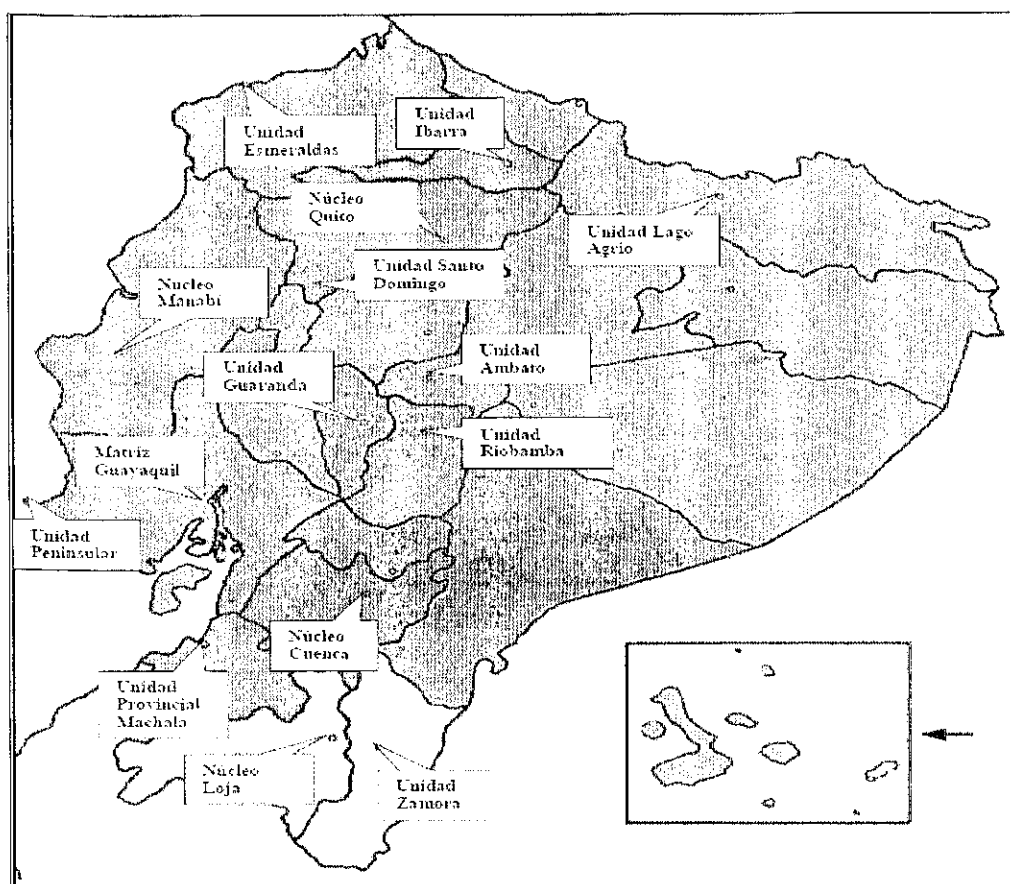 Unidad
Esmeraldas
Unidad
Ibarra
Núcleo
Quito
Unidad Lago
Agrio
Unidad Santo
Domingo
Nucleo
Manabí
Unidad
Ambato
Unidad
Guaranda
Unidad
Riobamba
Matriz
Guayaquil
Unidad
Peninsular
Núcleo
Cuenca
Unidad
Provincial
Machala
Núcleo
Loja
Unidad
Zamora